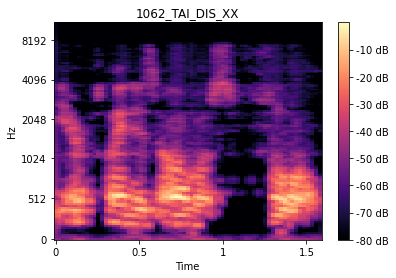 1062_TAI_DIS_XX
8192
4096
2048
1024
512
0
Hz
0
0.5
1
1.5
Time
-10 dB
-20 dB
-30 dB
-40 dB
-50 dB
-60 dB
-70 dB
-80 dB